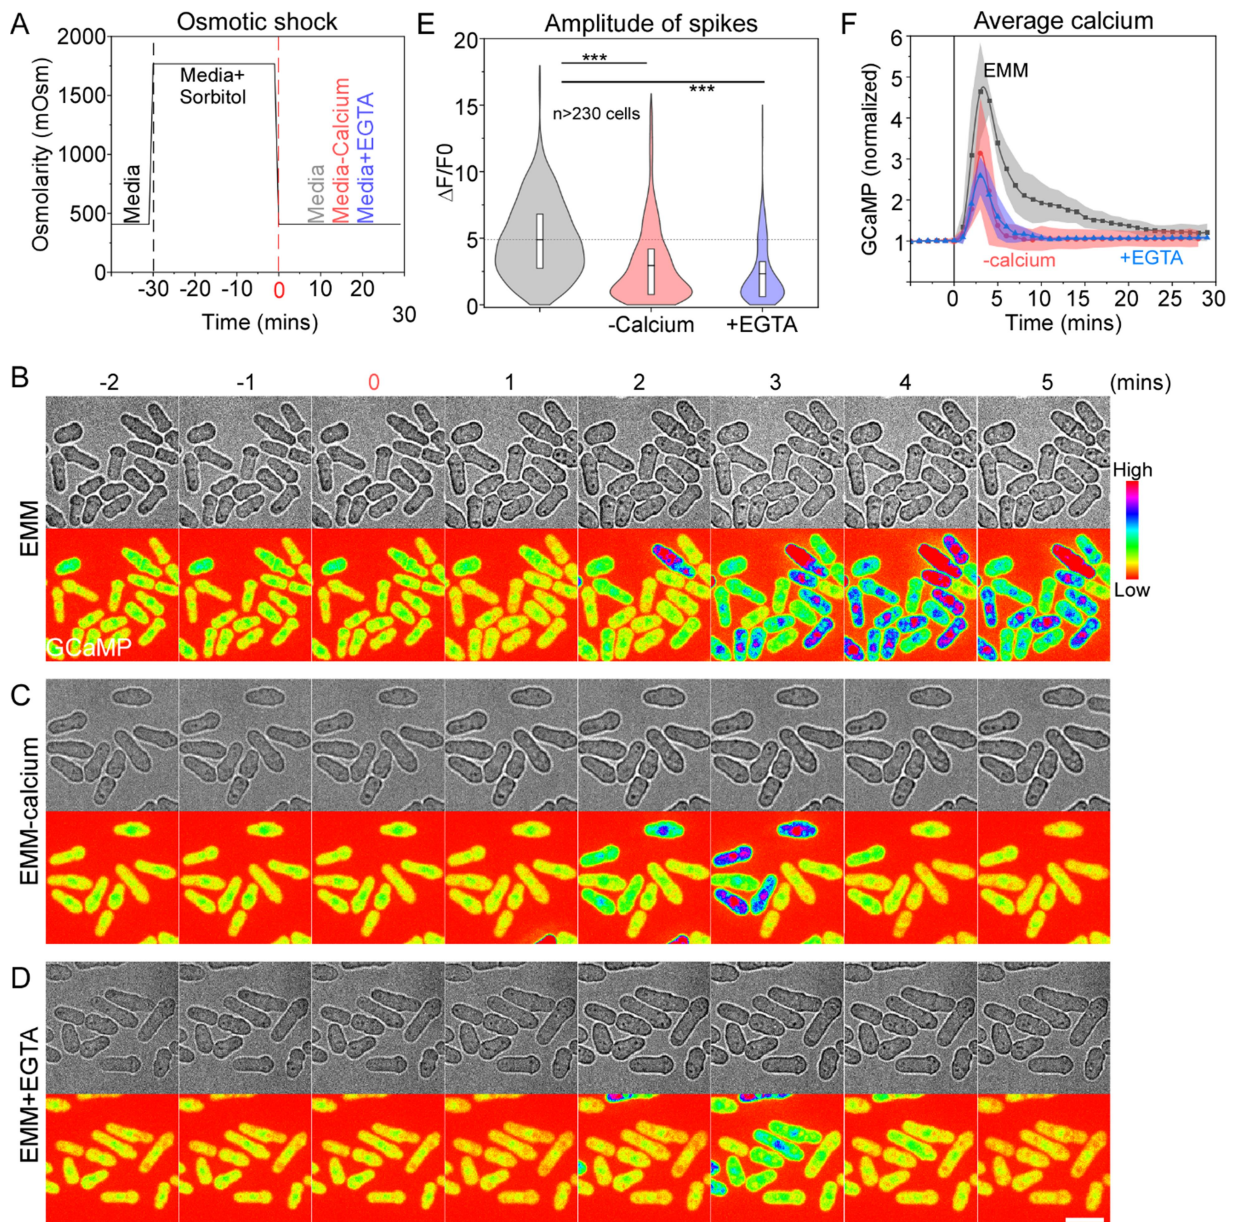 A
Osmotic shock
2000
1500
1000
500
0
Osmolarity (mOsm)
Media
Media+
Sorbitol
Media
Media-Calcium
Media+EGTA
-30 -20 -10 0 10 20
30
Time (mins)
E
Amplitude of spikes
20
15
10
5
0
ΔF/F0
***
***
n>230 cells
-Calcium
+EGTA
F
Average calcium
6
5
4
3
2
1
GCaMP (normalized)
EMM
-calcium
+EGTA
0 5 10 15 20 25 30
Time (mins)
B
-2 -1 0 1 2 3 4 5 (mins)
EMM
GCaMP
High
Low
C
EMM-calcium
D
EMM+EGTA